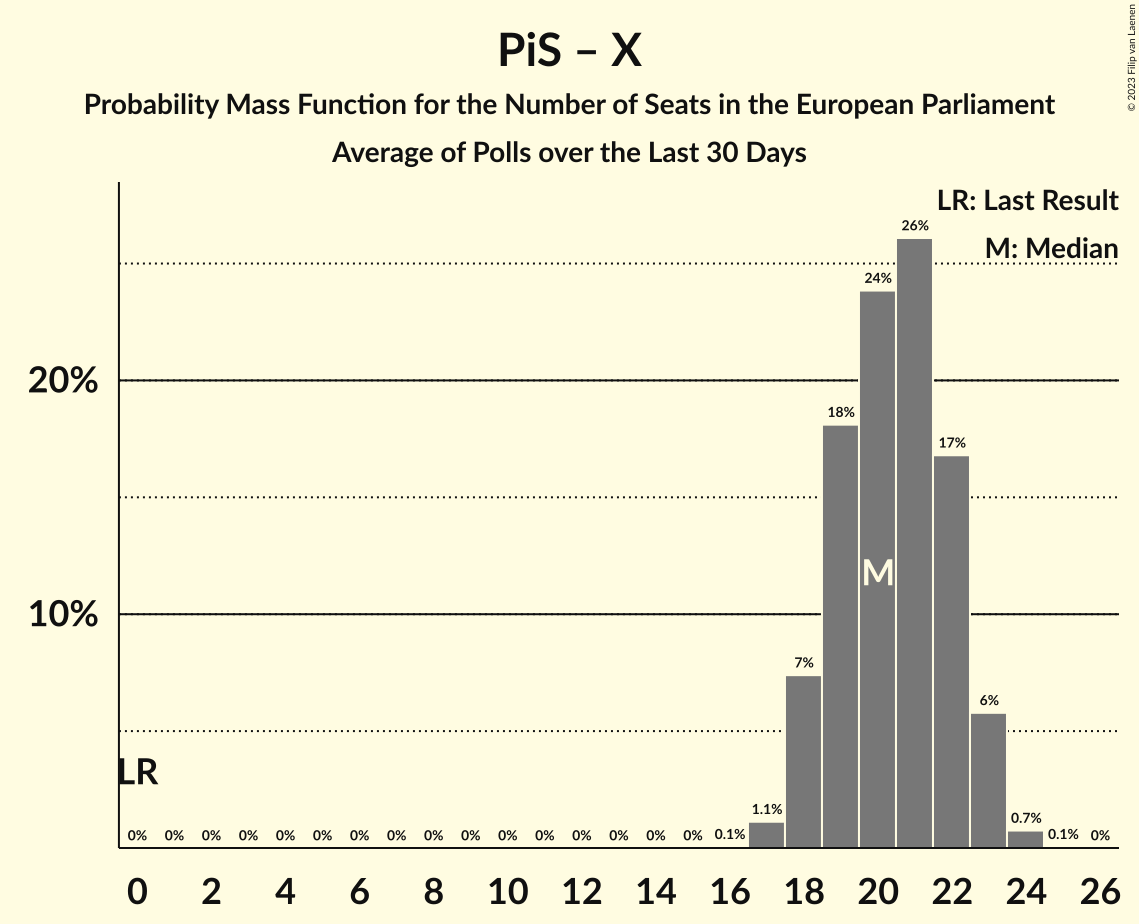 PiS – X
Probability Mass Function for the Number of Seats in the European Parliament
Average of Polls over the Last 30 Days
© 2023 Filip van Laenen
LR: Last Result
M: Median
26%
24%
20%
18%
17%
M
10%
7%
6%
LR
1.1%
0.7%
0% 0% 0% 0% 0% 0% 0% 0% 0% 0% 0% 0% 0% 0% 0% 0% 0.1% 0.1% 0%
0 2 4 6 8 10 12 14 16 18 20 22 24 26